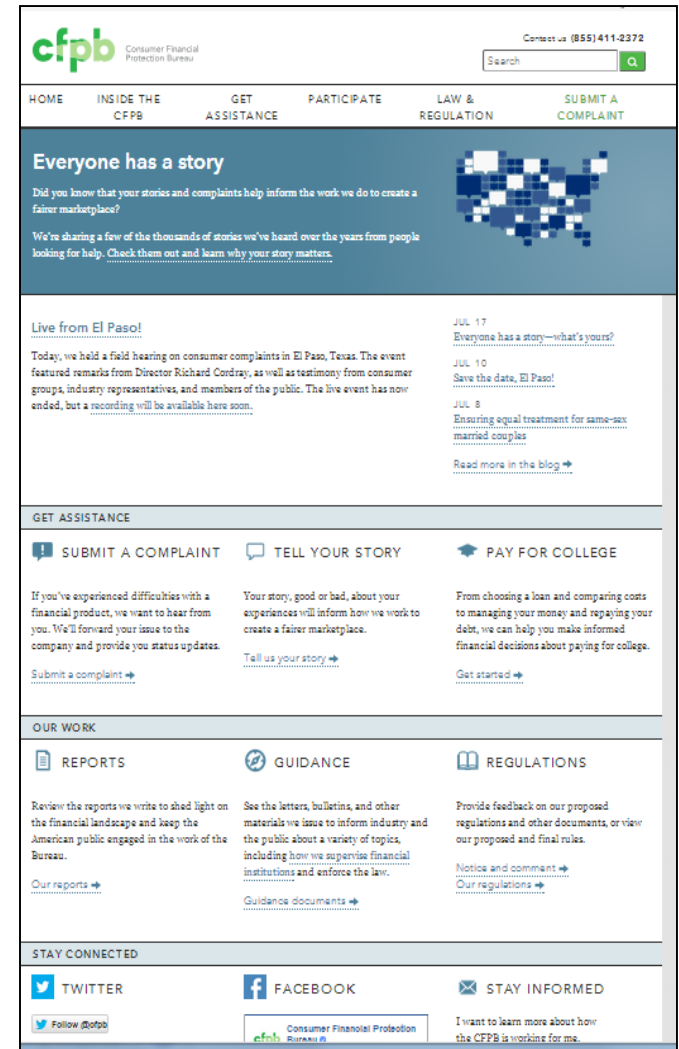 cfpb
Consumer Financial
Protection Bureau
Contact us (855) 411-2372
Search
HOME
INSIDE THE
CFPB
GET
ASSISTANCE
PARTICIPATE
LAW &
REGULATION
SUBMIT A
COMPLAINT
Everyone has a story
Did you know that your stories and complaints help inform the work we do to create a
fairer marketplace?
We're sharing a few of the thousands of stories we've heard over the years from people
looking for help. Check them out and learn why your story matters.
Live from El Paso!
Today, we held a field hearing on consumer complaints in El Paso, Texas. The event
featured remarks from Director Richard Cordray, as well as testimony from consumer
groups, industry representatives, and members of the public. The live event has now
ended, but a recording will be available here soon.
JUL 17
Everyone has a story—what's yours?
JUL 10
Save the date, El Paso!
JUL 8
Ensuring equal treatment for same-sex
married couples
Read more in the blog
GET ASSISTANCE
SUBMIT A COMPLAINT
If you've experienced difficulties with a
financial product, we want to hear from
you. We'll forward your issue to the
company and provide you status updates.
Submit a complaint
TELL YOUR STORY
Your story, good or bad, about your
experiences will inform how we work to
create a fairer marketplace.
Tell us your story
PAY FOR COLLEGE
From choosing a loan and comparing costs
to managing your money and repaying your
debt, we can help you make informed
financial decisions about paying for college.
Get started
OUR WORK
REPORTS
Review the reports we write to shed light on
the financial landscape and keep the
American public engaged in the work of the
Bureau.
Our reports
GUIDANCE
See the letters, bulletins, and other
materials we issue to inform industry and
the public about a variety of topics,
including how we supervise financial
institutions and enforce the law.
Guidance documents
REGULATIONS
Provide feedback on our proposed
regulations and other documents, or view
our proposed and final rules.
Notice and comment
Our regulations
STAY CONNECTED
TWITTER
Follow @cfpb
FACEBOOK
cfpb
Consumer Financial Protection
Bureau
STAY INFORMED
I want to learn more about how
the CFPB is working for me.